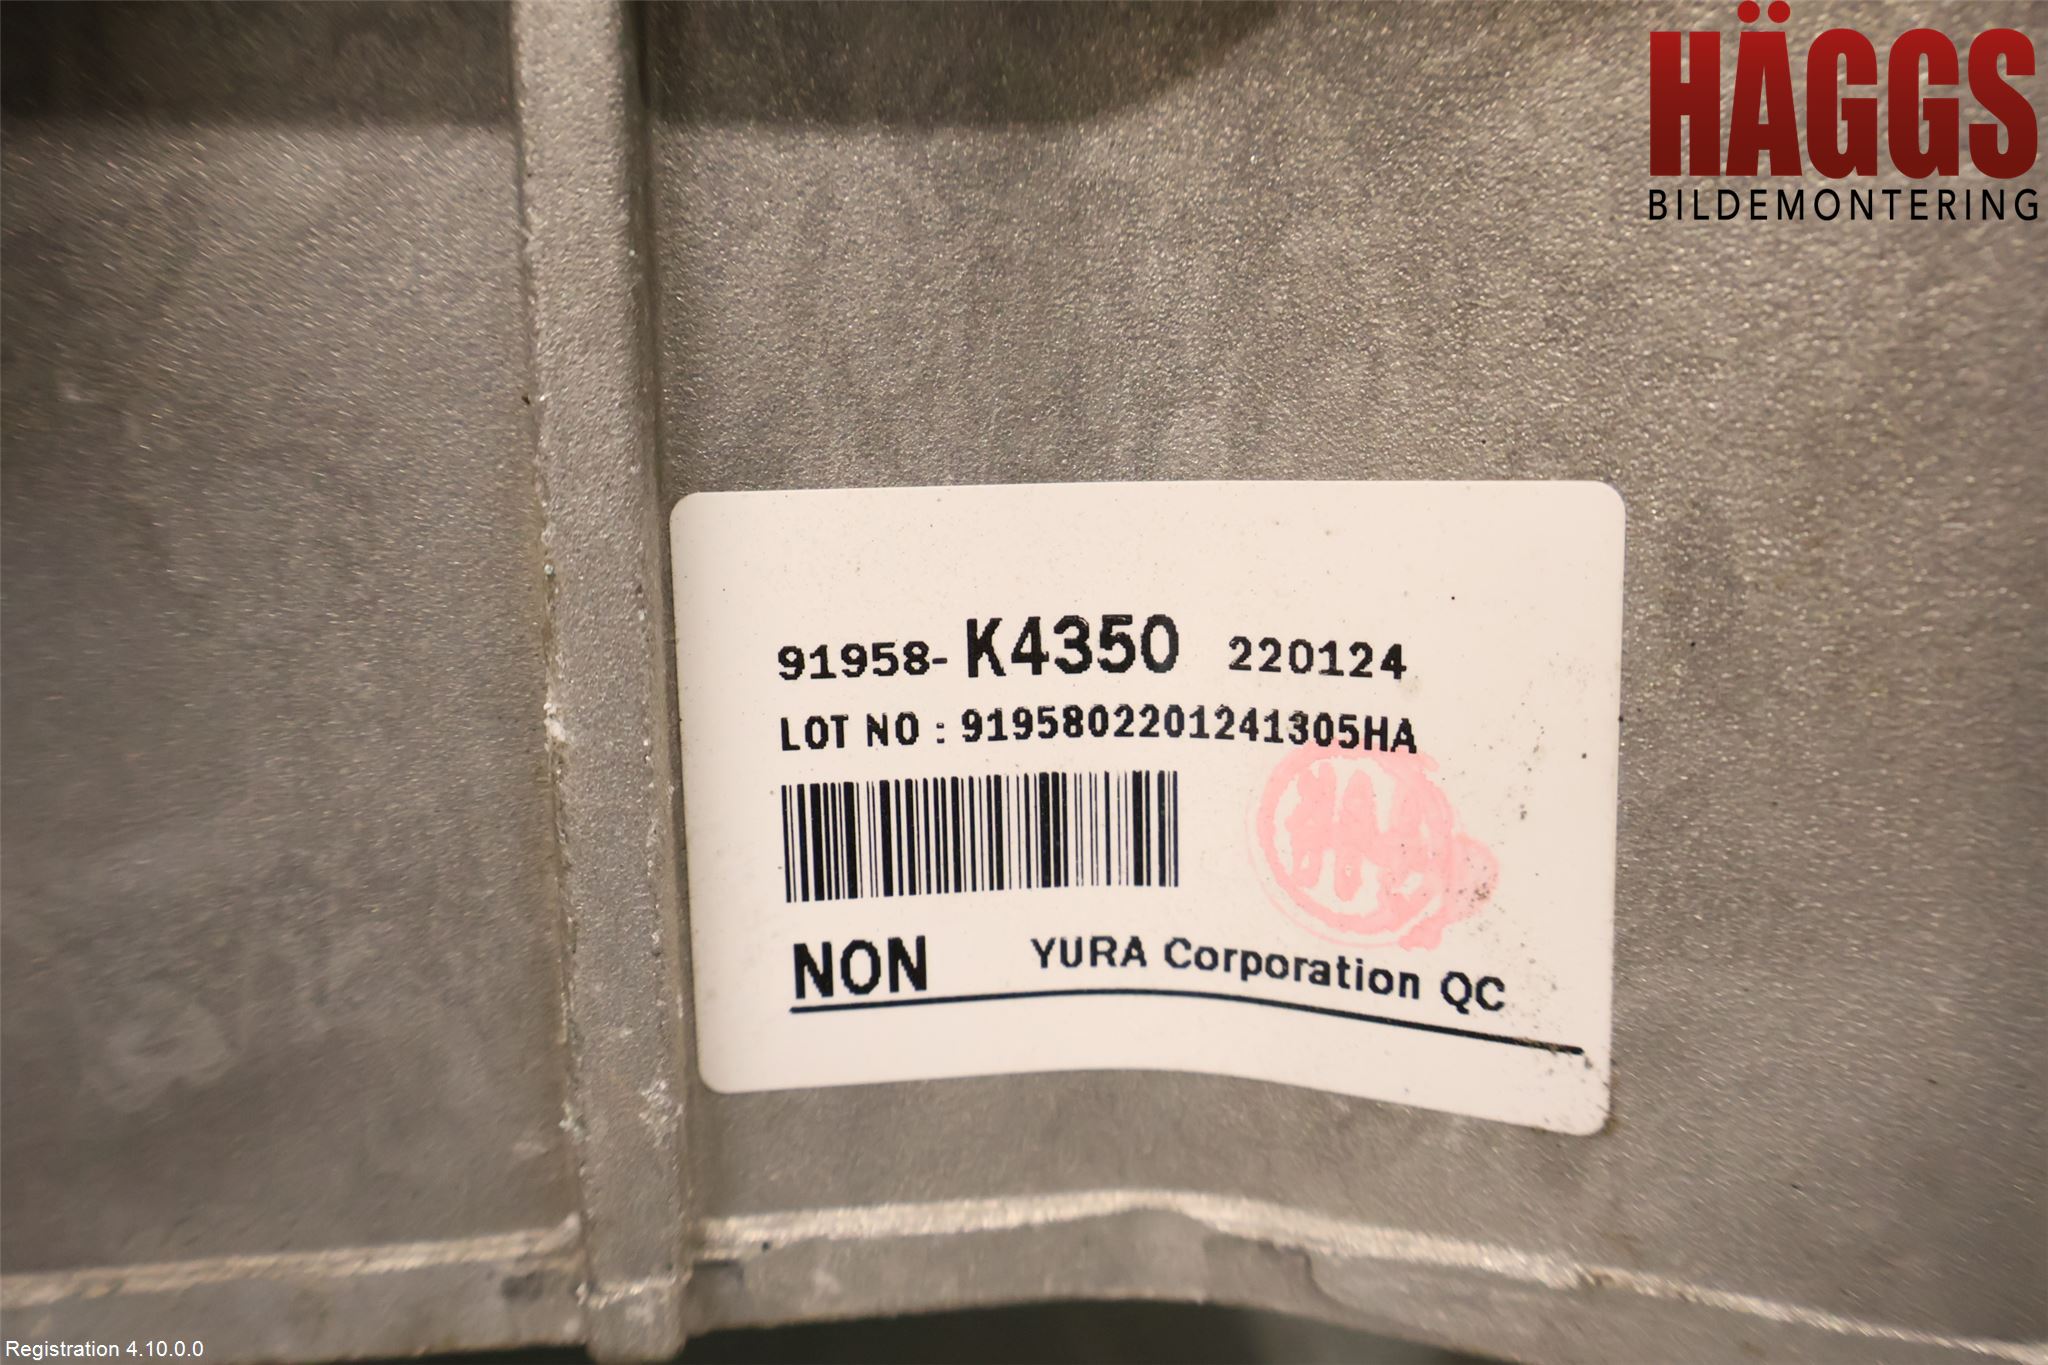 HÄGGS
BILDEMONTERING
91958-K4350 220124
LOT NO : 9195802201241305HA
NON YURA Corporation QC
Registration 4.10.0.0